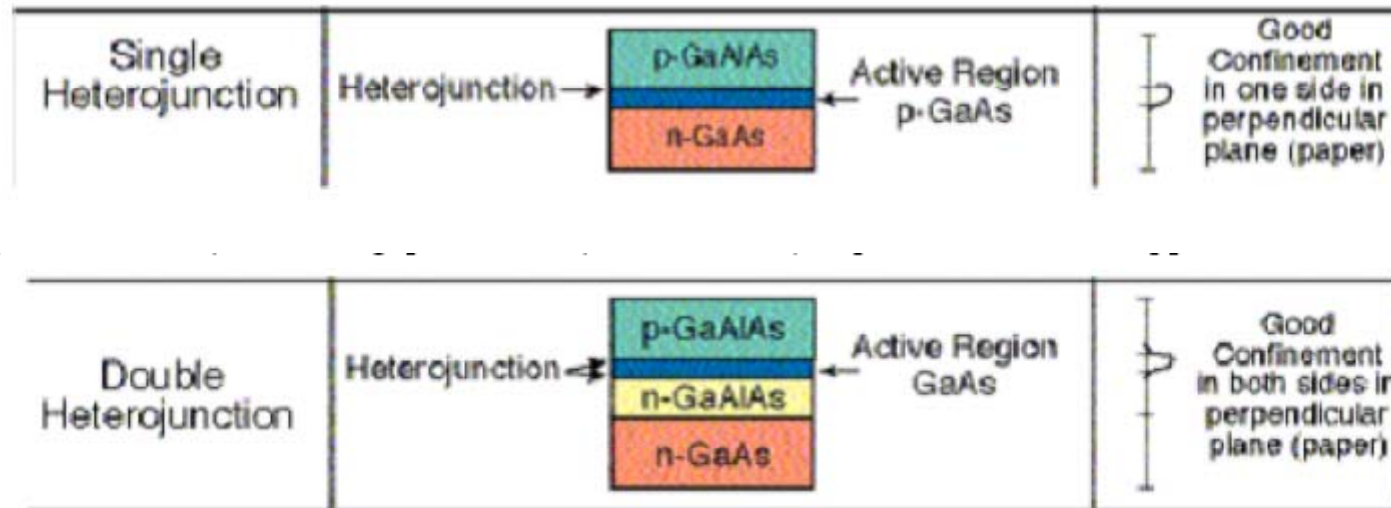 Single
Heterojunction
Heterojunction
p-GaAlAs
n-GaAs
Active Region
p-GaAs
Good
Confinement
in one side in
perpendicular
plane (paper)
Double
Heterojunction
Heterojunction
p-GaAlAs
n-GaAlAs
n-GaAs
Active Region
GaAs
Good
Confinement
in both sides in
perpendicular
plane (paper)